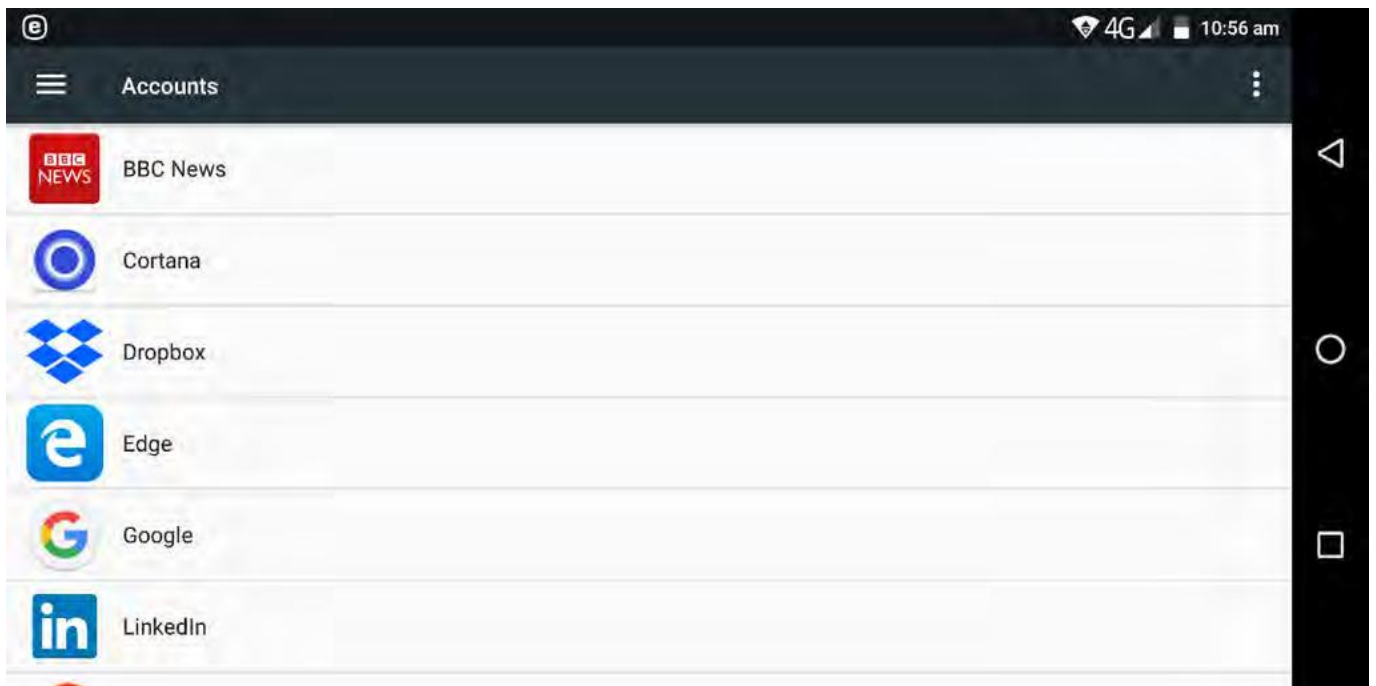 e
4G 10:56 am
Accounts
BBC
NEWS
BBC News
Cortana
Dropbox
e
Edge
G
Google
in
LinkedIn